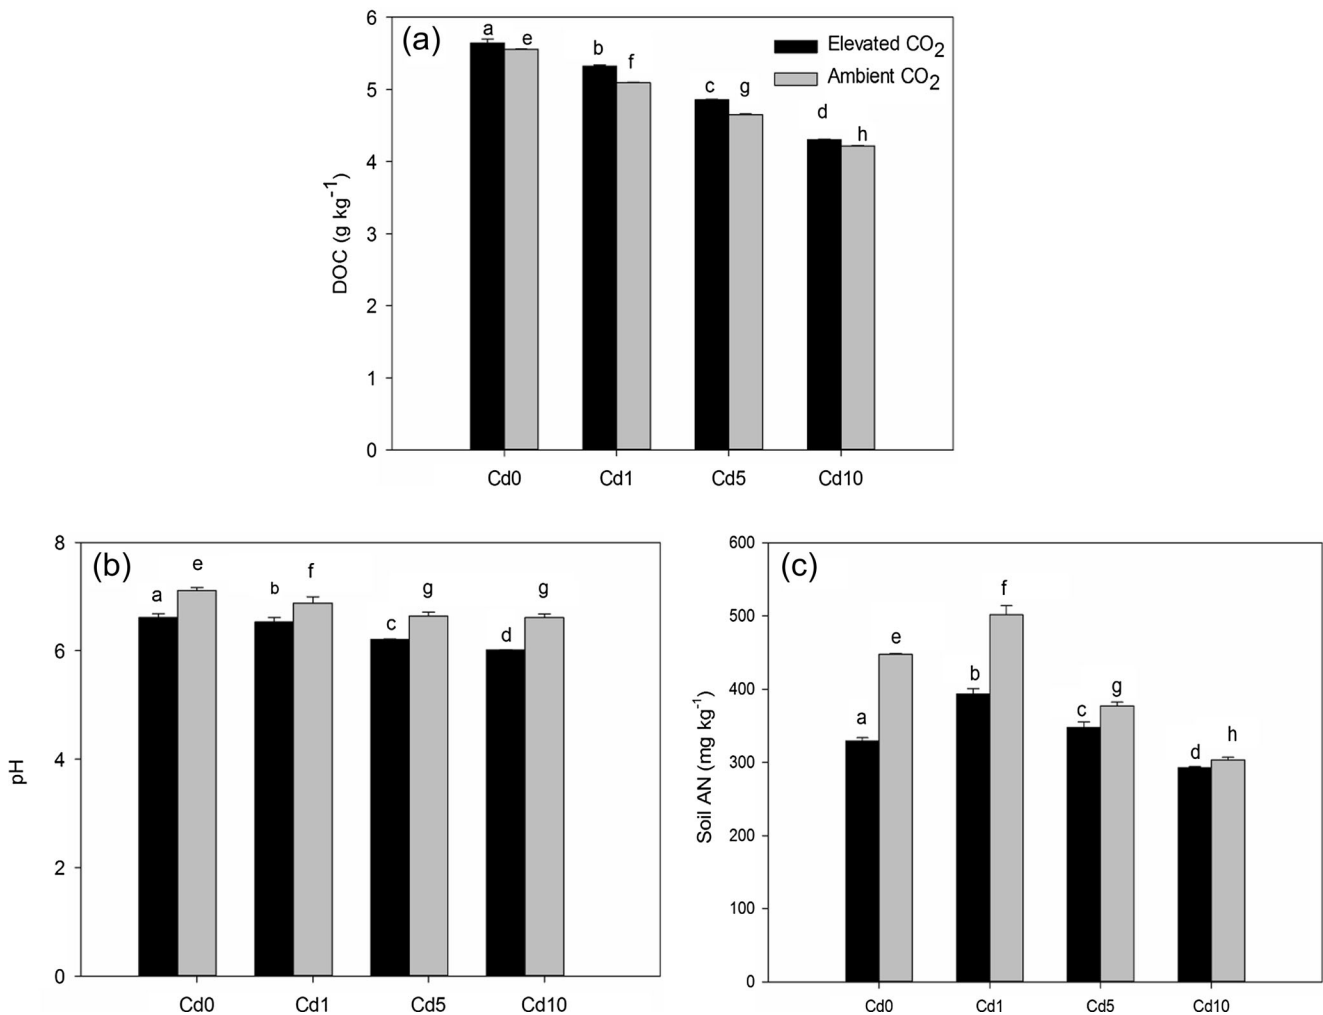 (a)
Elevated CO2
Ambient CO2
a e b f c g d h
DOC (g kg-1)
6
5
4
3
2
1
0
Cd0 Cd1 Cd5 Cd10
(b)
a e b f c g d g
pH
8
6
4
2
0
Cd0 Cd1 Cd5 Cd10
(c)
a e b f c g d h
Soil AN (mg kg-1)
600
500
400
300
200
100
0
Cd0 Cd1 Cd5 Cd10